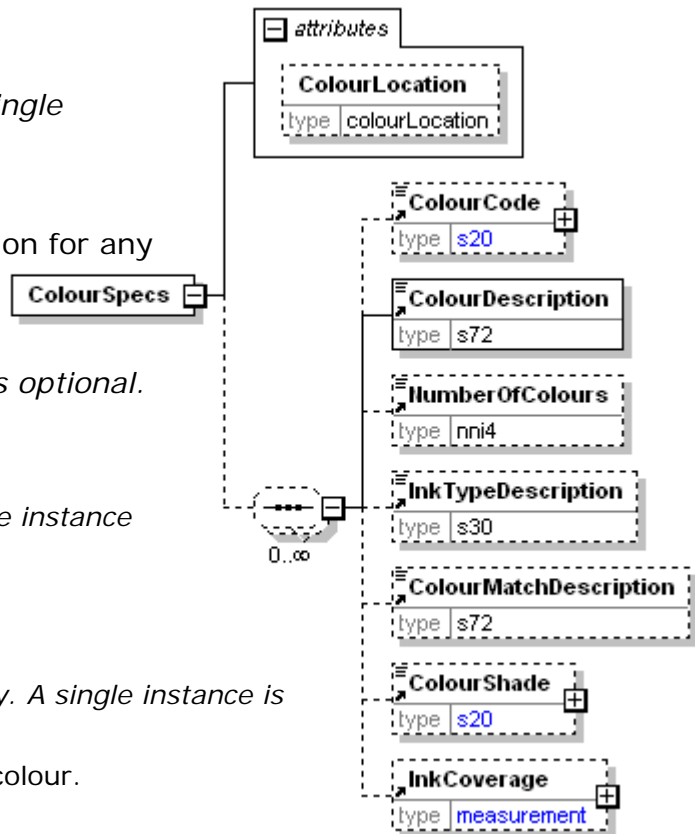 attributes
ColourLocation
type colourLocation
ingle
on for any
ColourSpecs
s optional.
e instance
0..∞
y. A single instance is
colour.
ColourCode
type s20
ColourDescription
type s72
NumberOfColours
type nni4
InkTypeDescription
type s30
ColourMatchDescription
type s72
ColourShade
type s20
InkCoverage
type measurement